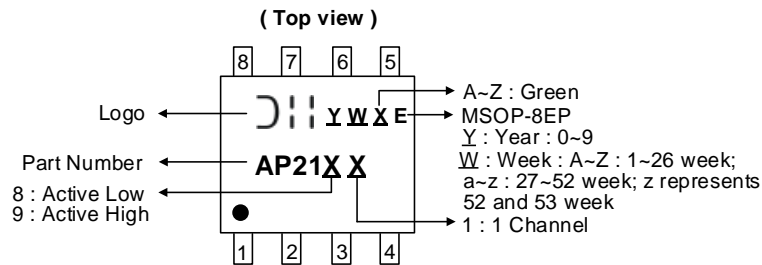 ( Top view )
8 7 6 5
Logo
Y W X E
A~Z : Green
MSOP-8EP
Y : Year : 0~9
W : Week : A~Z : 1~26 week;
a~z : 27~52 week; z represents
52 and 53 week
Part Number
AP21X X
8 : Active Low
9 : Active High
1 : 1 Channel
1 2 3 4